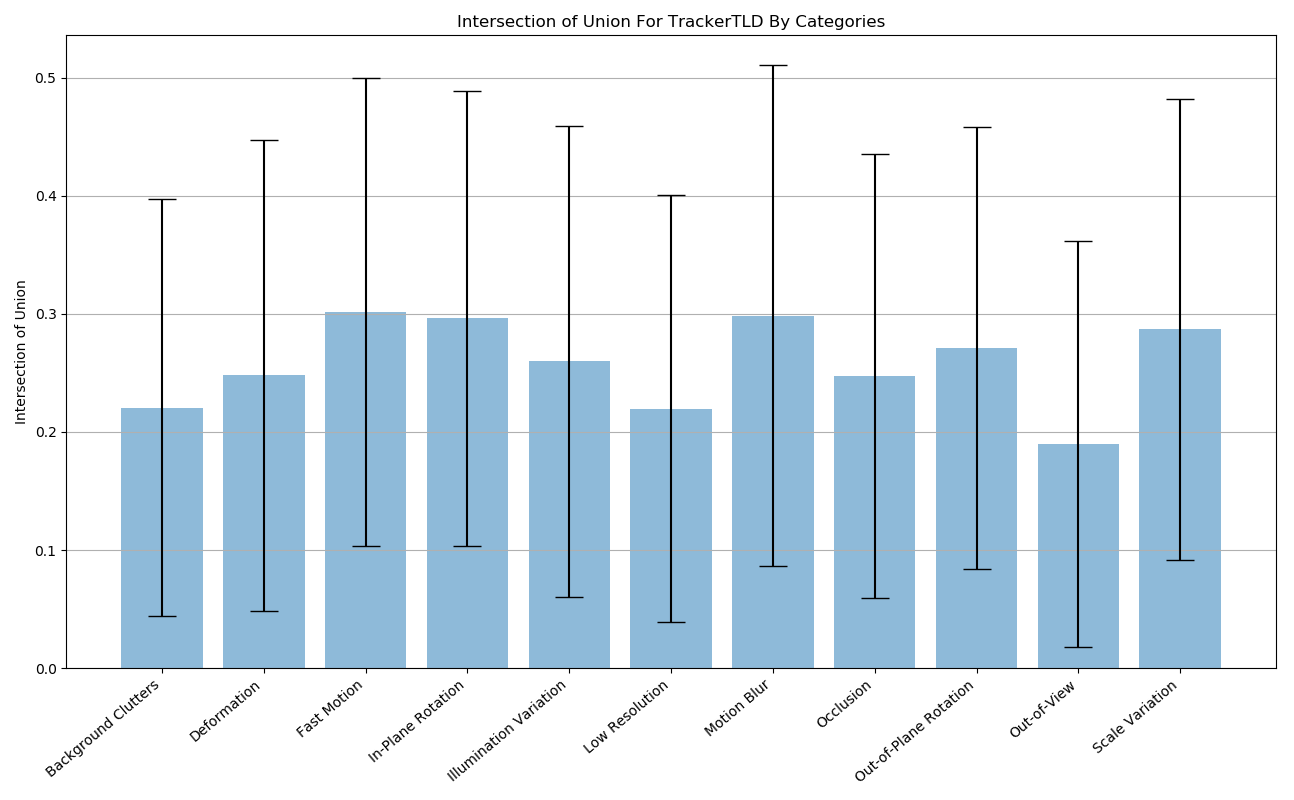 Intersection of Union For TrackerTLD By Categories
Intersection of Union
0.5
0.4
0.3
0.2
0.1
0.0
Background Clutters
Deformation
Fast Motion
In-Plane Rotation
Illumination Variation
Low Resolution
Motion Blur
Occlusion
Out-of-Plane Rotation
Out-of-View
Scale Variation